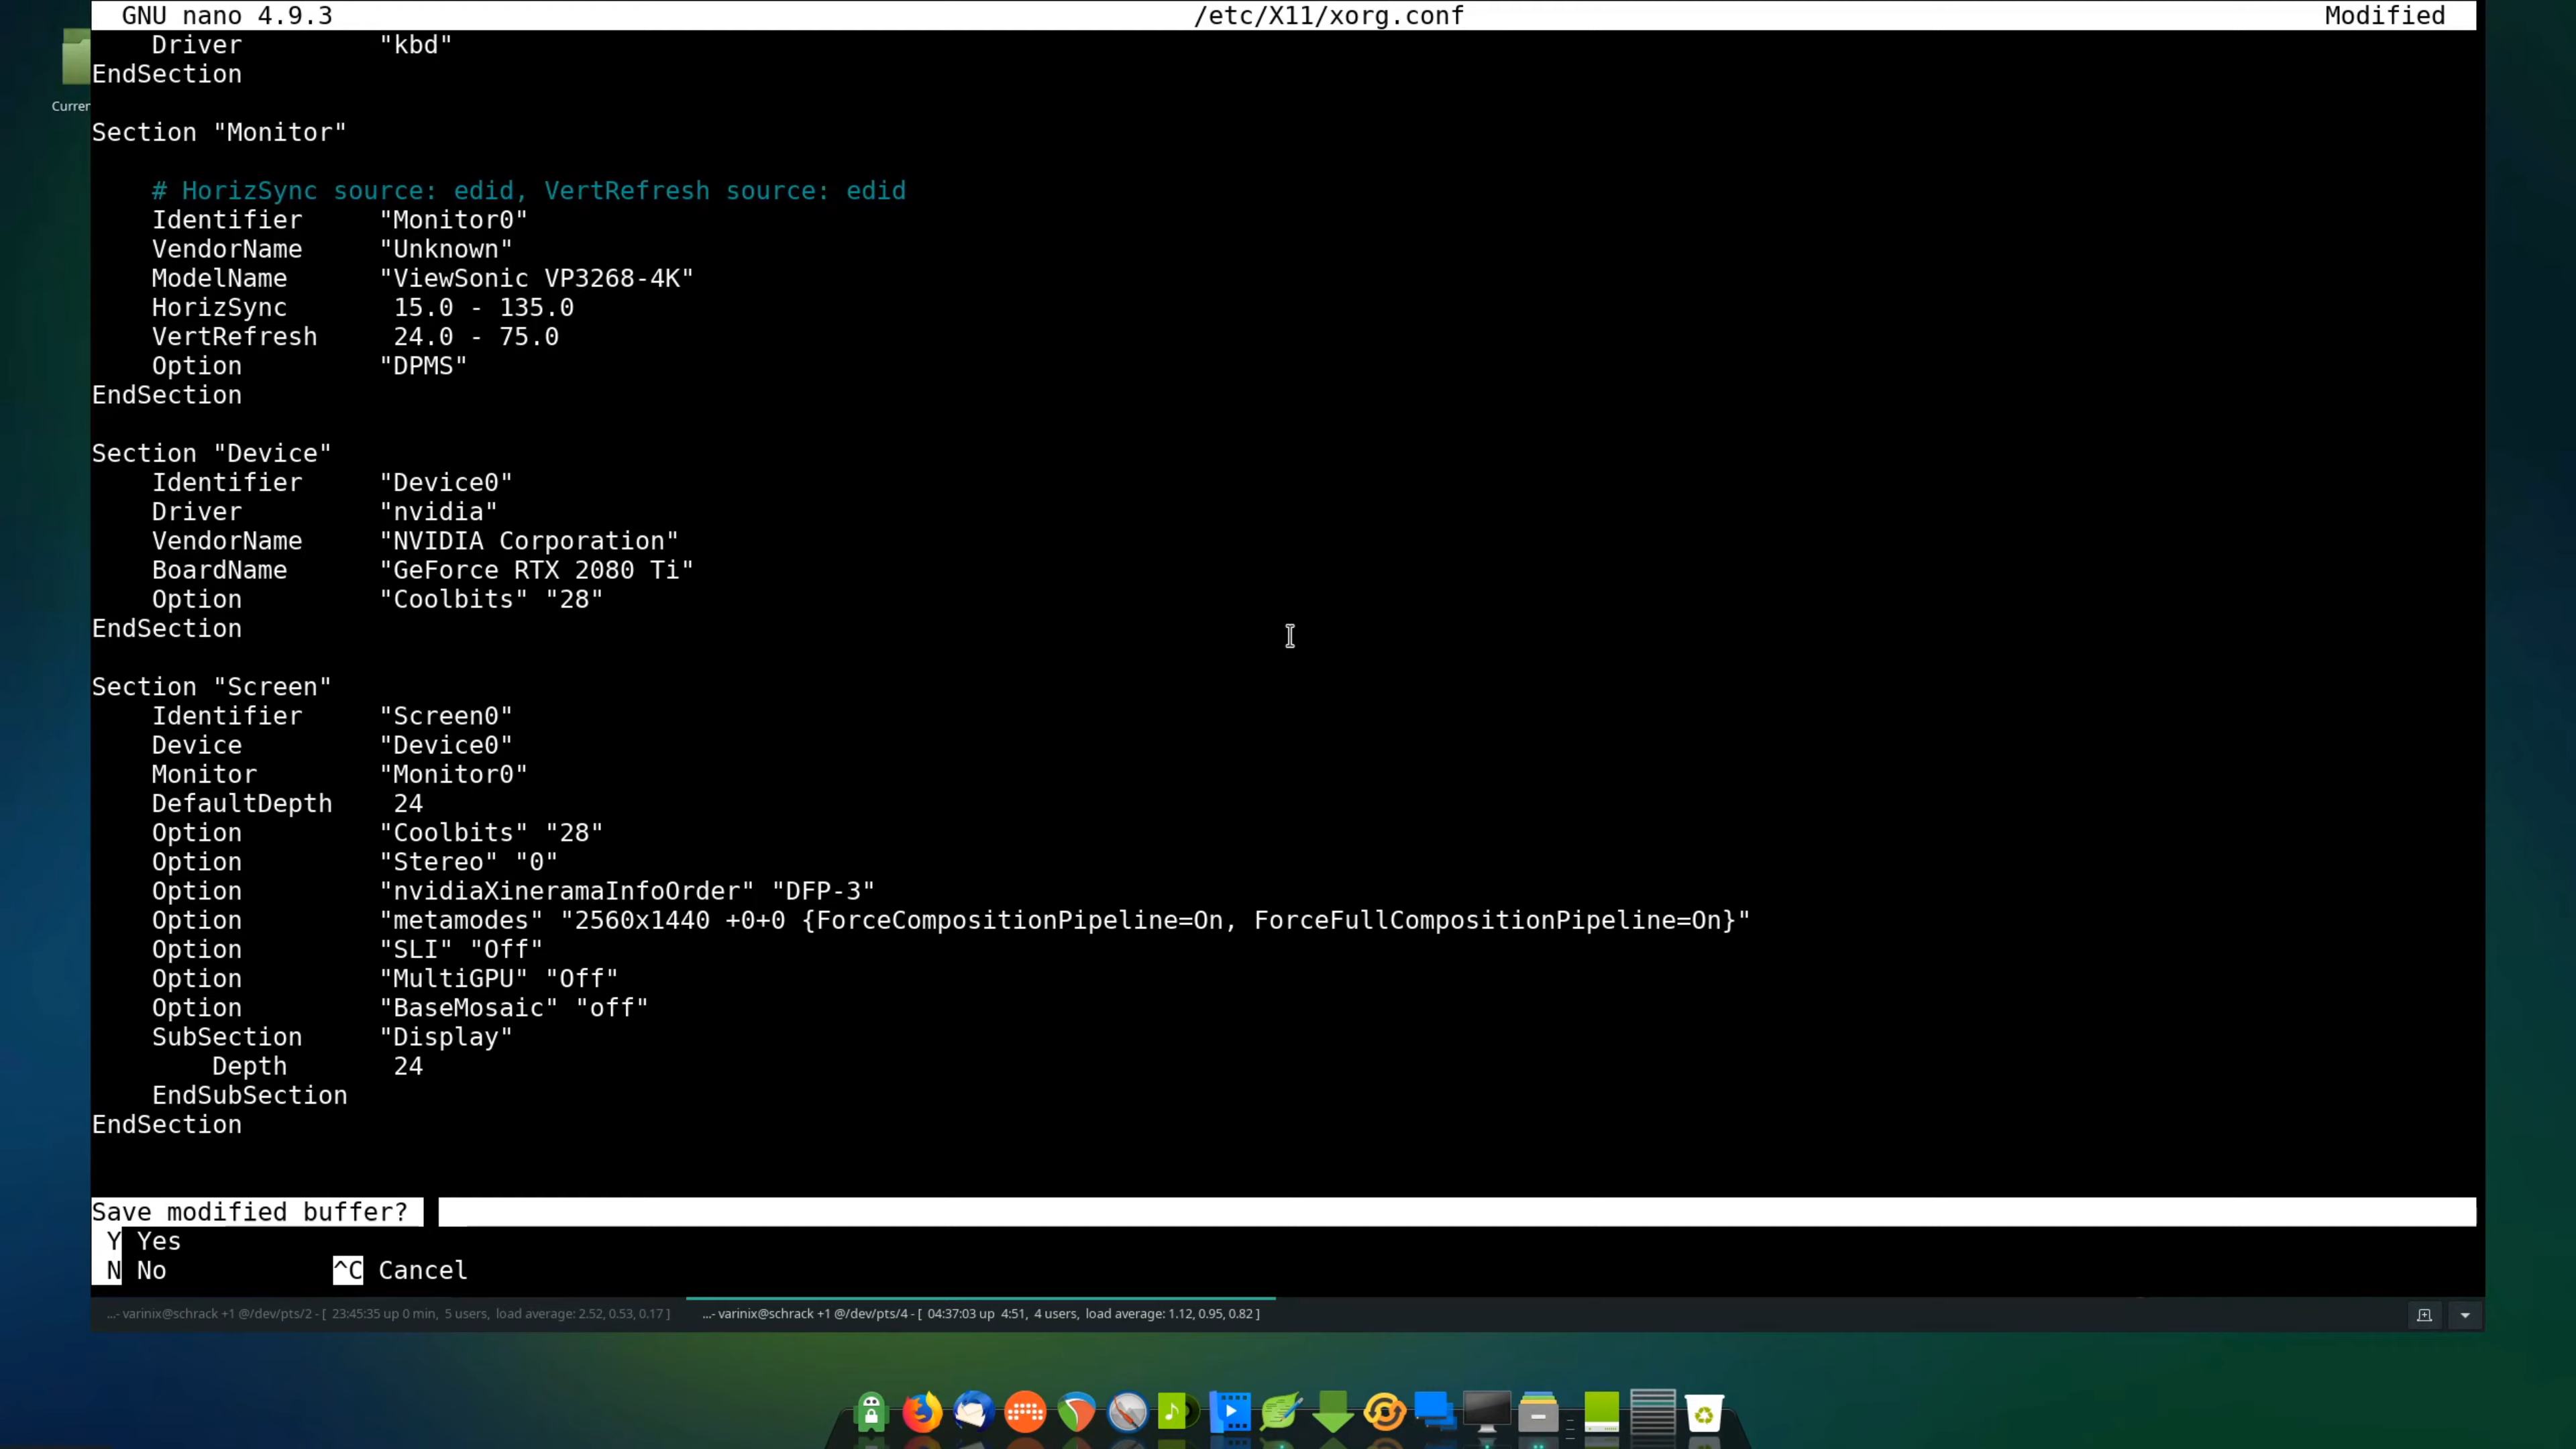 GNU nano 4.9.3 /etc/X11/xorg.conf Modified
    Driver         "kbd"
EndSection
Curren
Section "Monitor"
    # HorizSync source: edid, VertRefresh source: edid
    Identifier     "Monitor0"
    VendorName     "Unknown"
    ModelName      "ViewSonic VP3268-4K"
    HorizSync       15.0 - 135.0
    VertRefresh     24.0 - 75.0
    Option         "DPMS"
EndSection
Section "Device"
    Identifier     "Device0"
    Driver         "nvidia"
    VendorName     "NVIDIA Corporation"
    BoardName      "GeForce RTX 2080 Ti"
    Option         "Coolbits" "28"
EndSection
Section "Screen"
    Identifier     "Screen0"
    Device         "Device0"
    Monitor        "Monitor0"
    DefaultDepth    24
    Option         "Coolbits" "28"
    Option         "Stereo" "0"
    Option         "nvidiaXineramaInfoOrder" "DFP-3"
    Option         "metamodes" "2560x1440 +0+0 {ForceCompositionPipeline=On, ForceFullCompositionPipeline=On}"
    Option         "SLI" "Off"
    Option         "MultiGPU" "Off"
    Option         "BaseMosaic" "off"
    SubSection     "Display"
        Depth       24
    EndSubSection
EndSection
Save modified buffer?
Y Yes
N No ^C Cancel
...- varinix@schrack +1 @/dev/pts/2 - [ 23:45:35 up 0 min, 5 users, load average: 2.52, 0.53, 0.17 ] ...- varinix@schrack +1 @/dev/pts/4 - [ 04:37:03 up 4:51, 4 users, load average: 1.12, 0.95, 0.82 ]